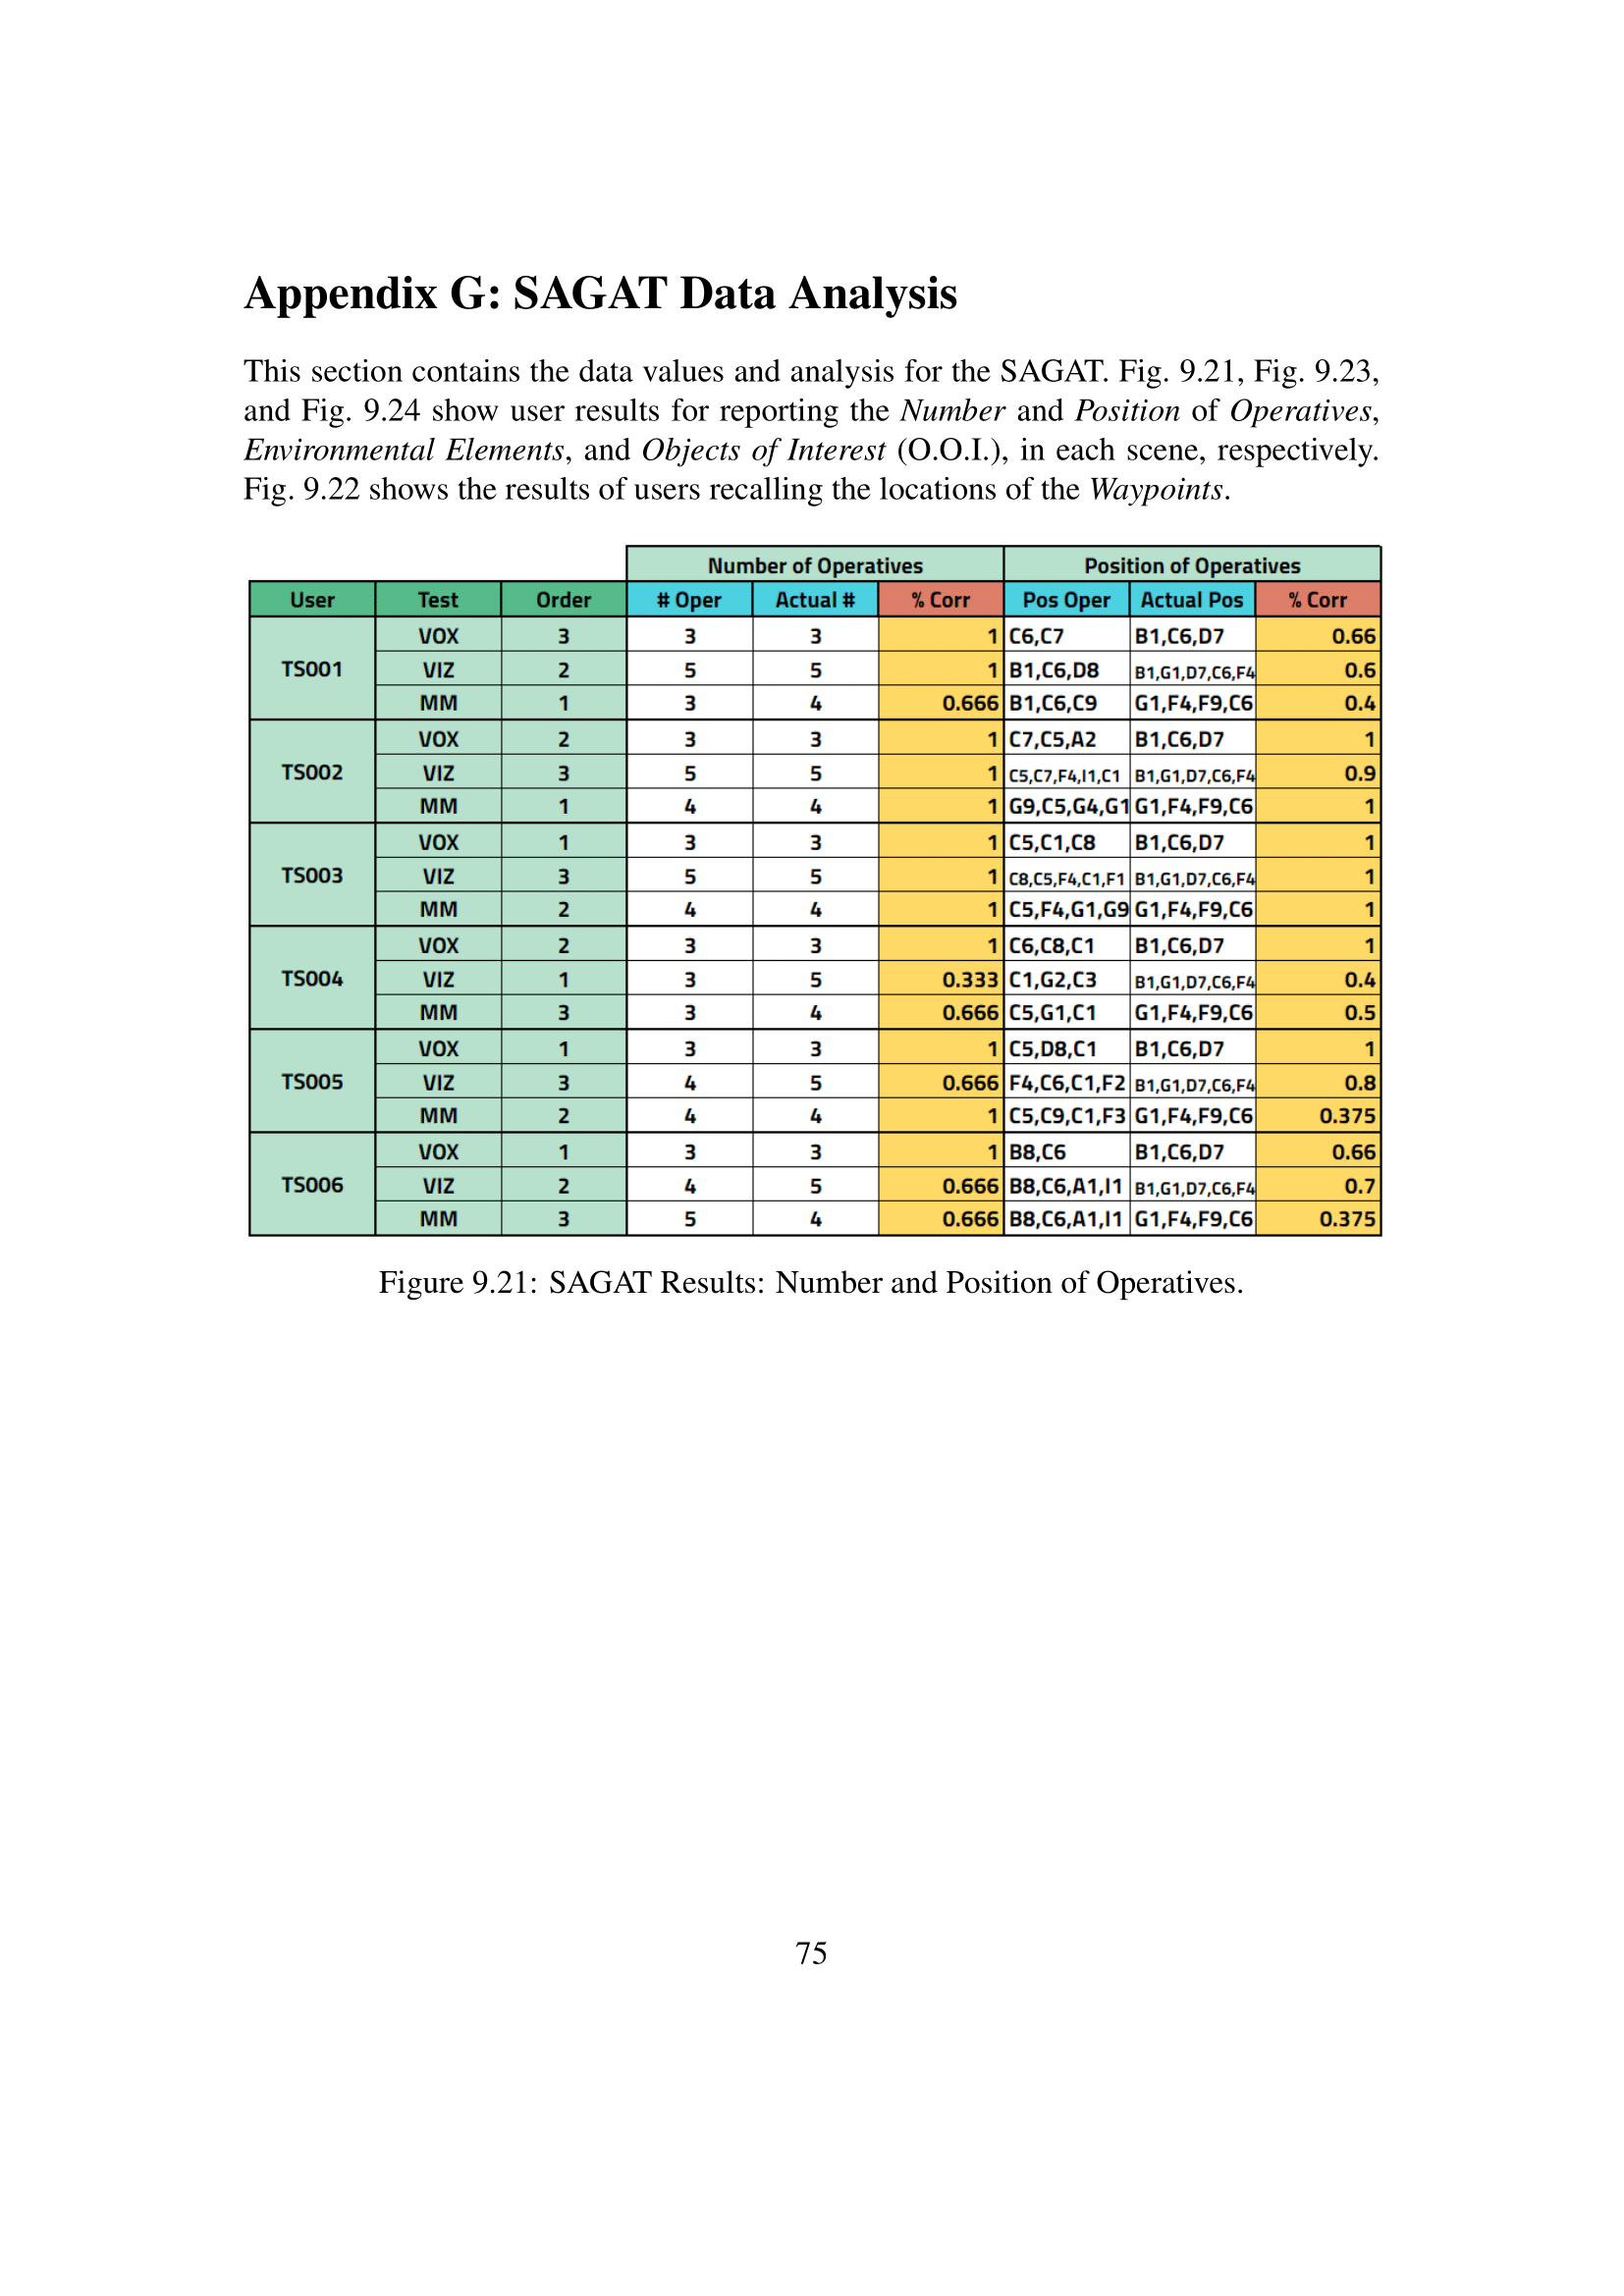 Appendix G: SAGAT Data Analysis
This section contains the data values and analysis for the SAGAT. Fig. 9.21, Fig. 9.23,
and Fig. 9.24 show user results for reporting the Number and Position of Operatives,
Environmental Elements, and Objects of Interest (O.O.I.), in each scene, respectively.
Fig. 9.22 shows the results of users recalling the locations of the Waypoints.
Number of Operatives Position of Operatives
User Test Order # Oper Actual # % Corr Pos Oper Actual Pos % Corr
TS001 VOX 3 3 3 1 C6,C7 B1,C6,D7 0.66
VIZ 2 5 5 1 B1,C6,D8 B1,G1,D7,C6,F4 0.6
MM 1 3 4 0.666 B1,C6,C9 G1,F4,F9,C6 0.4
TS002 VOX 2 3 3 1 C7,C5,A2 B1,C6,D7 1
VIZ 3 5 5 1 C5,C7,F4,I1,C1 B1,G1,D7,C6,F4 0.9
MM 1 4 4 1 G9,C5,G4,G1 G1,F4,F9,C6 1
TS003 VOX 1 3 3 1 C5,C1,C8 B1,C6,D7 1
VIZ 3 5 5 1 C8,C5,F4,C1,F1 B1,G1,D7,C6,F4 1
MM 2 4 4 1 C5,F4,G1,G9 G1,F4,F9,C6 1
TS004 VOX 2 3 3 1 C6,C8,C1 B1,C6,D7 1
VIZ 1 3 5 0.333 C1,G2,C3 B1,G1,D7,C6,F4 0.4
MM 3 3 4 0.666 C5,G1,C1 G1,F4,F9,C6 0.5
TS005 VOX 1 3 3 1 C5,D8,C1 B1,C6,D7 1
VIZ 3 4 5 0.666 F4,C6,C1,F2 B1,G1,D7,C6,F4 0.8
MM 2 4 4 1 C5,C9,C1,F3 G1,F4,F9,C6 0.375
TS006 VOX 1 3 3 1 B8,C6 B1,C6,D7 0.66
VIZ 2 4 5 0.666 B8,C6,A1,I1 B1,G1,D7,C6,F4 0.7
MM 3 5 4 0.666 B8,C6,A1,I1 G1,F4,F9,C6 0.375
Figure 9.21: SAGAT Results: Number and Position of Operatives.
75